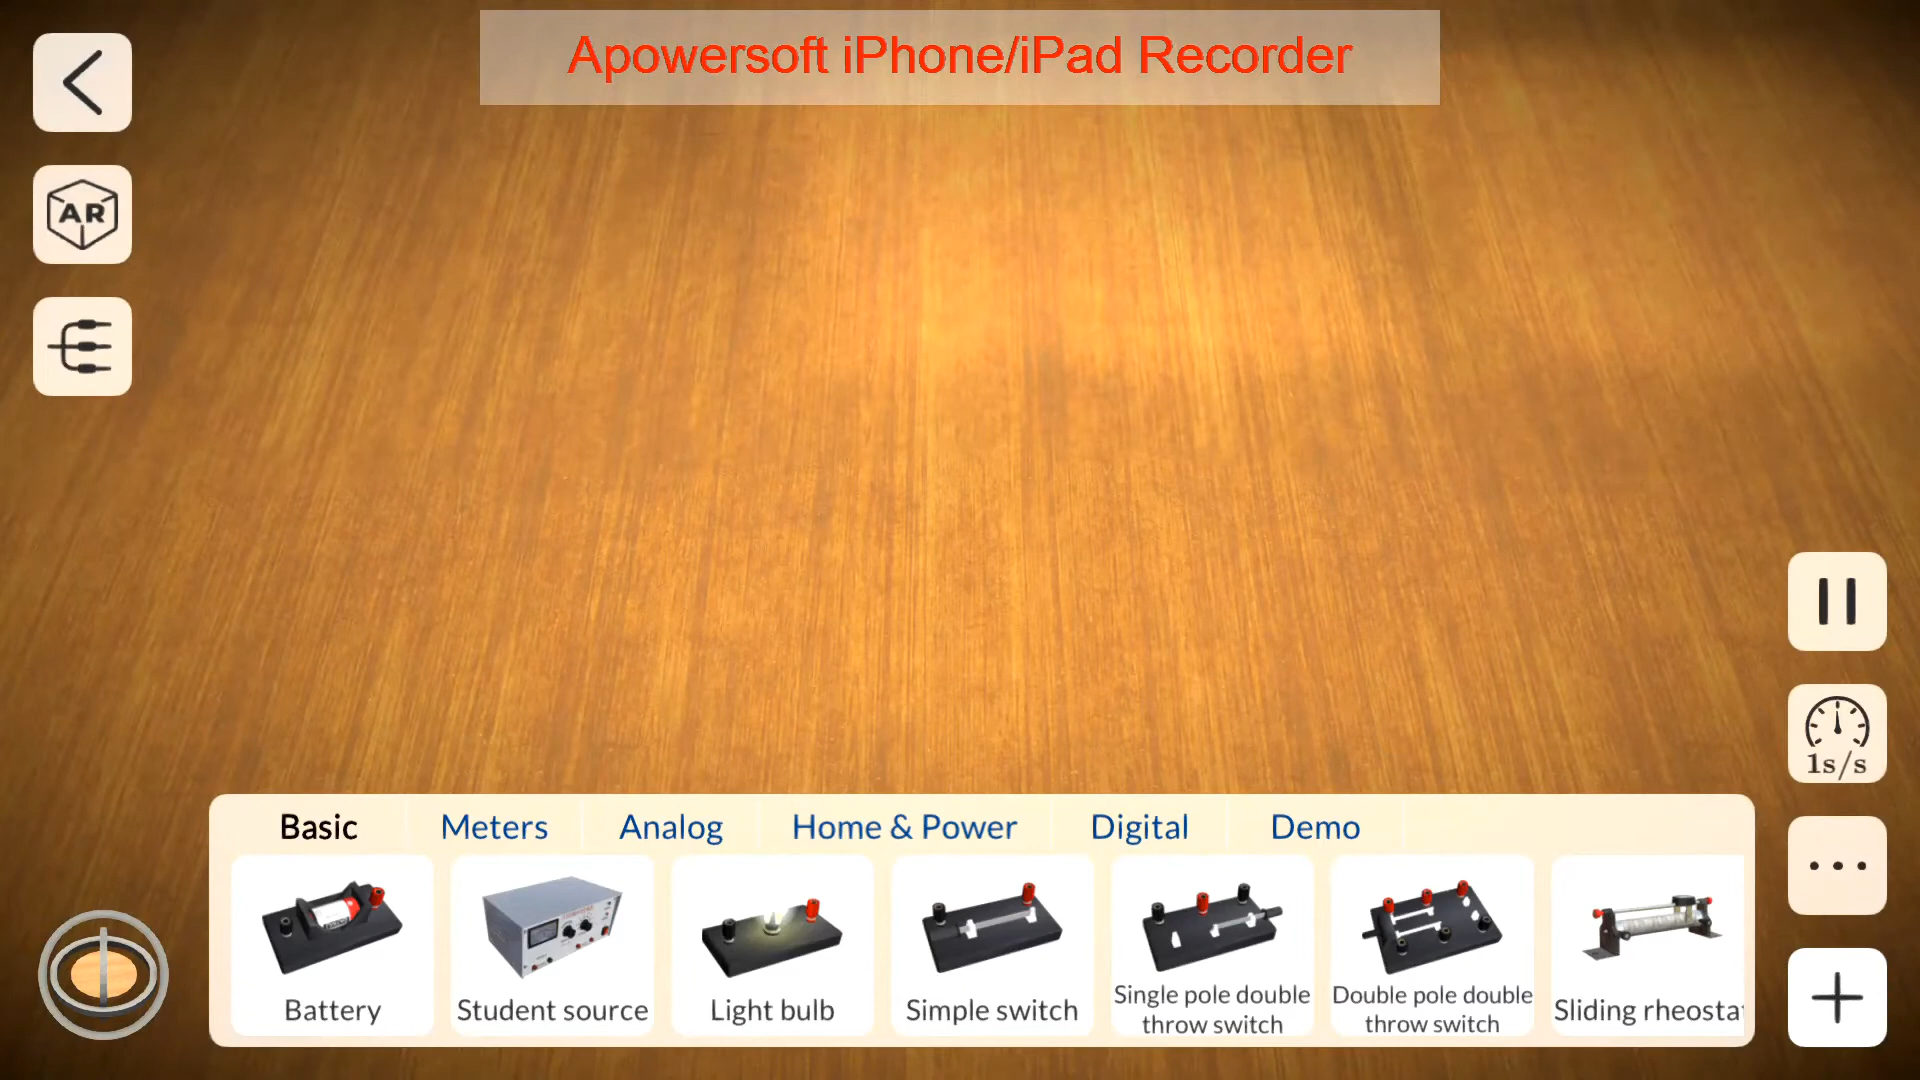 Apowersoft iPhone/iPad Recorder
AR
1s/s
Basic Meters Analog Home & Power Digital Demo
Battery
Student source
Light bulb
Simple switch
Single pole double
throw switch
Double pole double
throw switch
Sliding rheosta